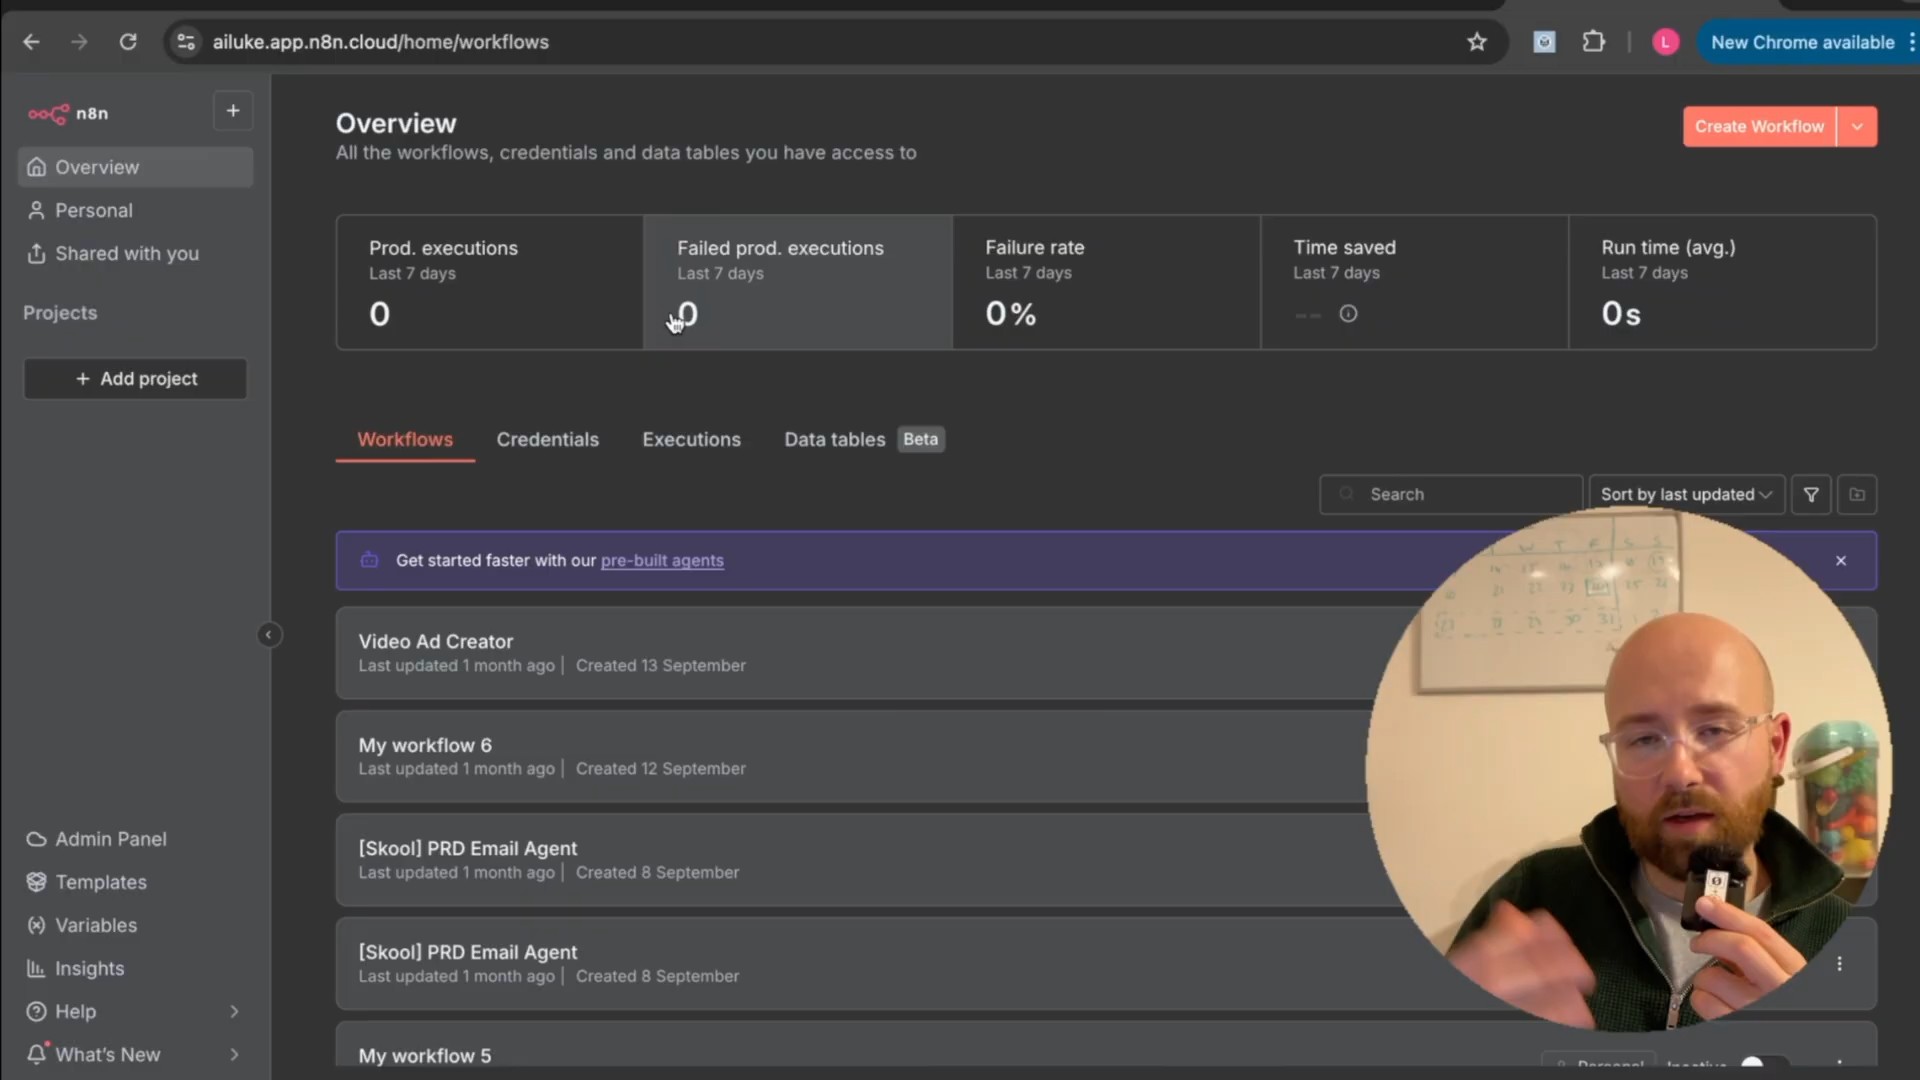 ailuke.app.n8n.cloud/home/workflows
L
New Chrome available
n8n
Overview
Personal
Shared with you
Projects
Add project
Admin Panel
Templates
Variables
Insights
Help
What's New
Overview
All the workflows, credentials and data tables you have access to
Create Workflow
Prod. executions
Last 7 days
0
Failed prod. executions
Last 7 days
0
Failure rate
Last 7 days
0%
Time saved
Last 7 days
--
Run time (avg.)
Last 7 days
0s
Workflows
Credentials
Executions
Data tables
Beta
Search
Sort by last updated
Get started faster with our pre-built agents
Video Ad Creator
Last updated 1 month ago | Created 13 September
My workflow 6
Last updated 1 month ago | Created 12 September
[Skool] PRD Email Agent
Last updated 1 month ago | Created 8 September
[Skool] PRD Email Agent
Last updated 1 month ago | Created 8 September
My workflow 5
Personal
Inactive